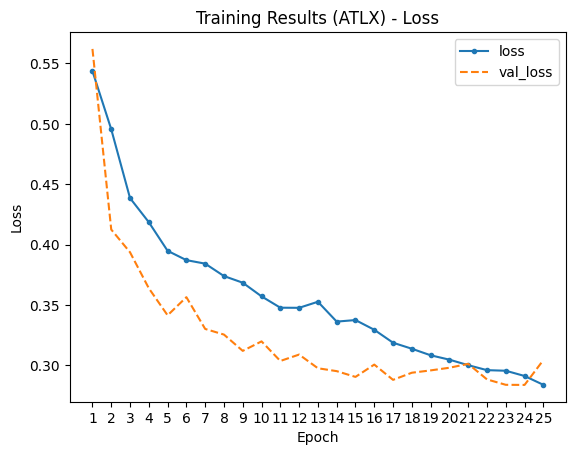 Training Results (ATLX) - Loss
loss
val_loss
Loss
0.55
0.50
0.45
0.40
0.35
0.30
1 2 3 4 5 6 7 8 9 10 11 12 13 14 15 16 17 18 19 20 21 22 23 24 25
Epoch